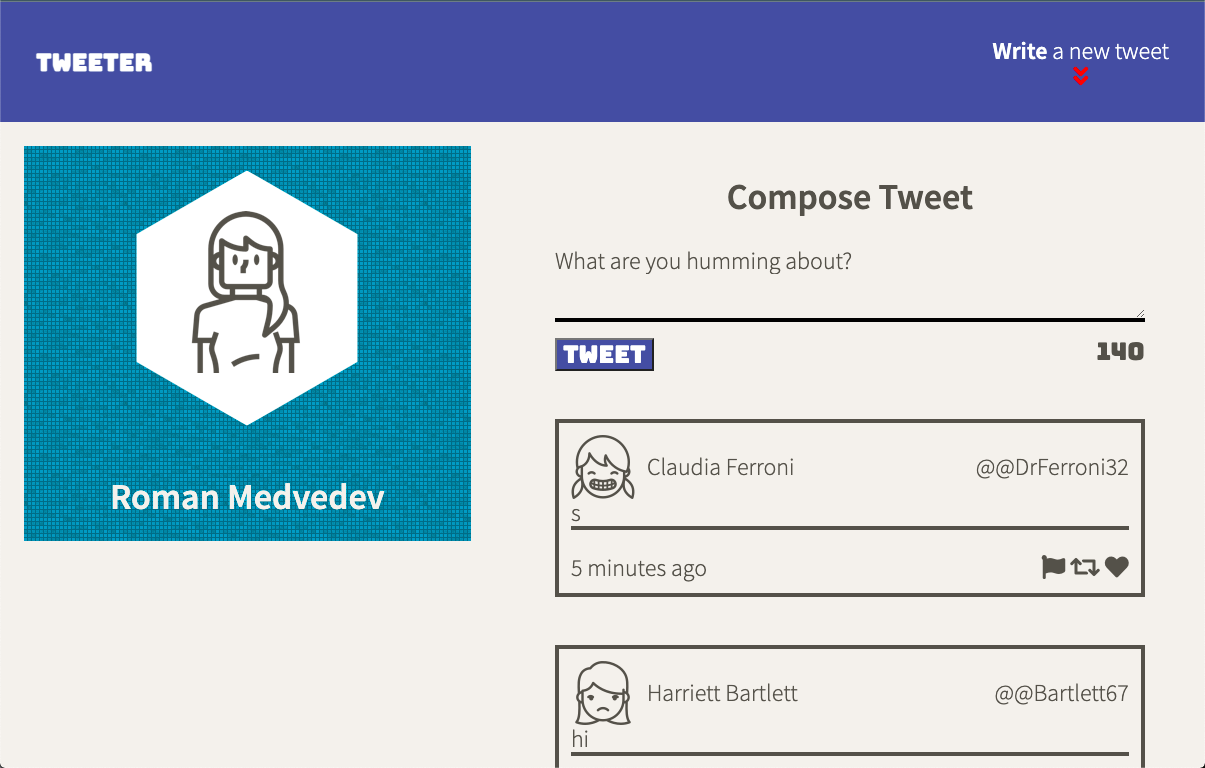 TWEETER
Write a new tweet
Roman Medvedev
Compose Tweet
What are you humming about?
TWEET
140
Claudia Ferroni
@@DrFerroni32
s
5 minutes ago
Harriett Bartlett
@@Bartlett67
hi